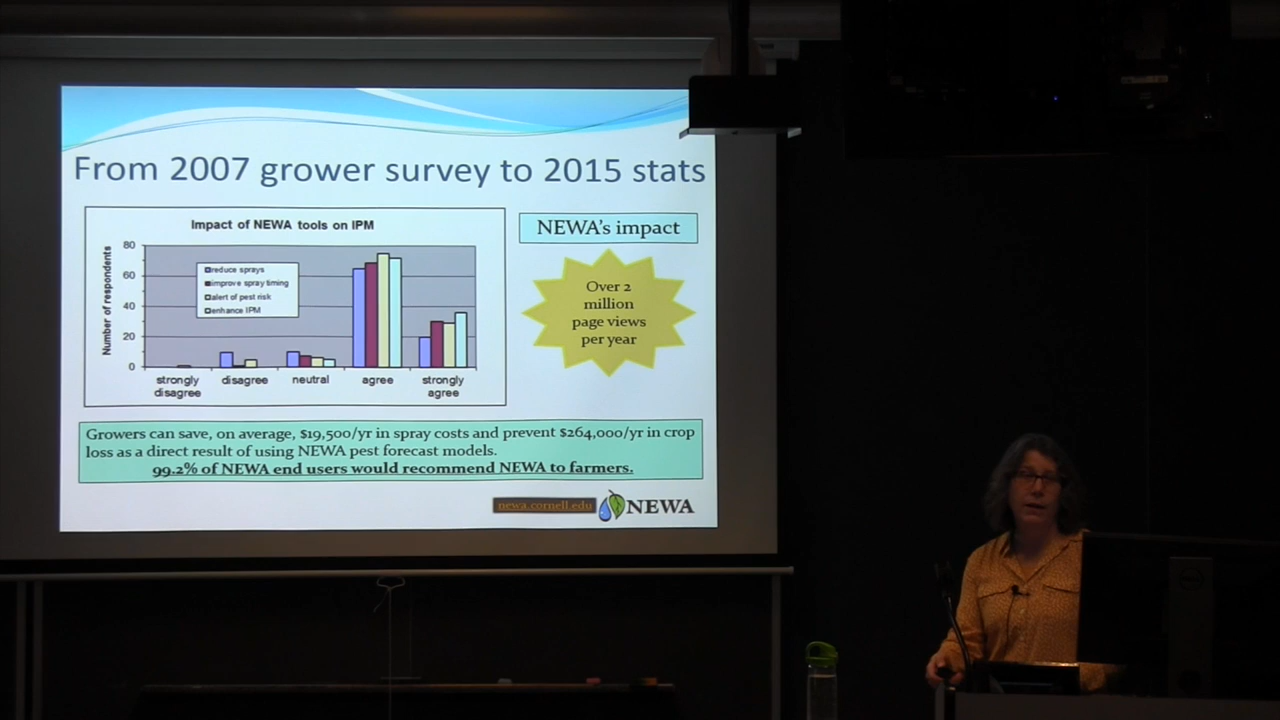 From 2007 grower survey to 2015 stats
Impact of NEWA tools on IPM
Number of respondents
80
60
40
20
0
reduce sprays
improve spray timing
alert of pest risk
enhance IPM
strongly
disagree
disagree
neutral
agree
strongly
agree
NEWA's impact
Over 2
million
page views
per year
Growers can save, on average, $19,500/yr in spray costs and prevent $264,000/yr in crop
loss as a direct result of using NEWA pest forecast models.
99.2% of NEWA end users would recommend NEWA to farmers.
newa.cornell.edu
NEWA